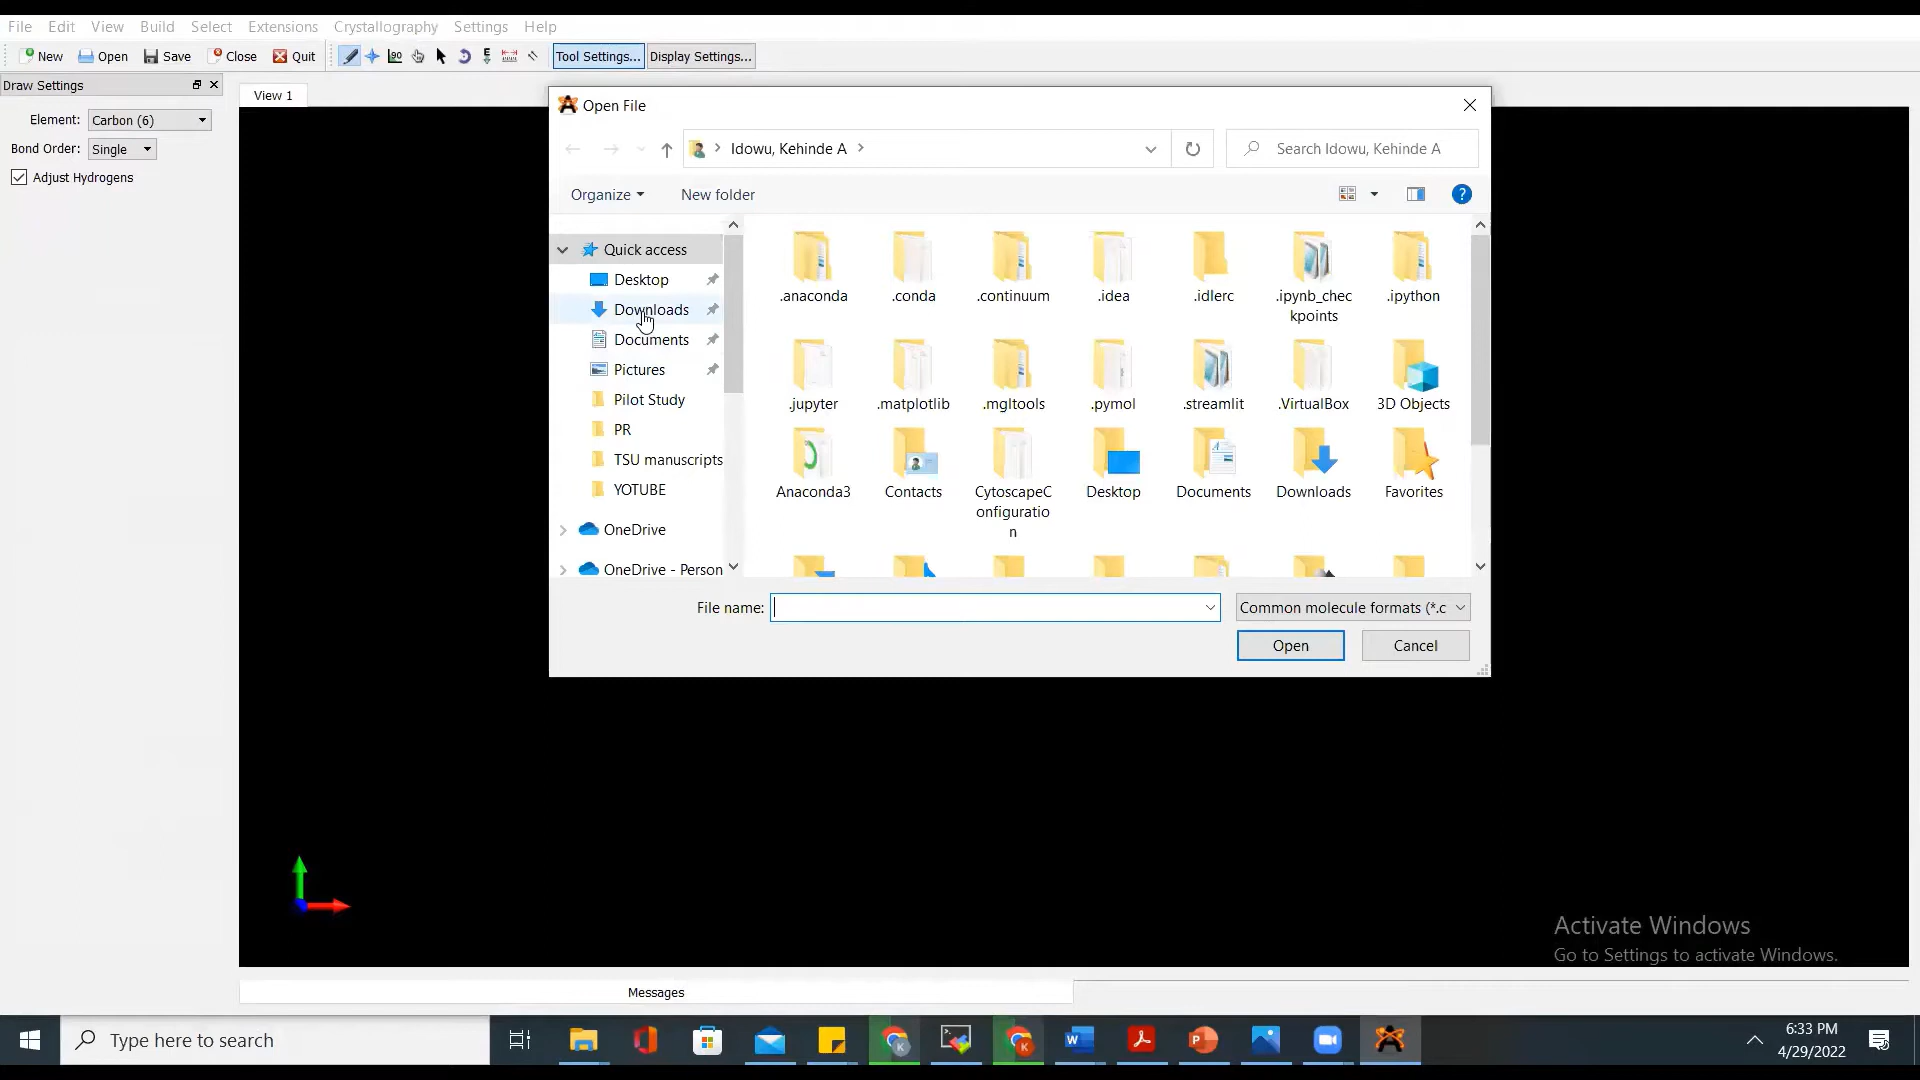 File Edit View Build Select Extensions Crystallography Settings Help
New Open Save Close Quit Tool Settings... Display Settings...
Draw Settings
Element: Carbon (6)
Bond Order: Single
Adjust Hydrogens
View 1
Open File
Idowu, Kehinde A
Search Idowu, Kehinde A
Organize New folder
Quick access
Desktop
Downloads
Documents
Pictures
Pilot Study
PR
TSU manuscripts
YOTUBE
OneDrive
OneDrive - Person
.anaconda .conda .continuum .idea .idlerc .ipynb_chec .ipython
kpoints
.jupyter .matplotlib .mgltools .pymol .streamlit .VirtualBox 3D Objects
Anaconda3 Contacts CytoscapeC Desktop Documents Downloads Favorites
onfiguratio
n
File name: Common molecule formats (*.c
Open Cancel
Activate Windows
Go to Settings to activate Windows.
Messages
Type here to search
6:33 PM
4/29/2022